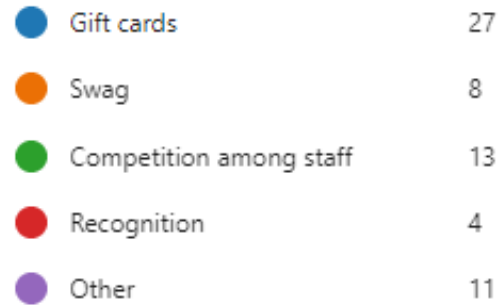 Gift cards 27
Swag 8
Competition among staff 13
Recognition 4
Other 11